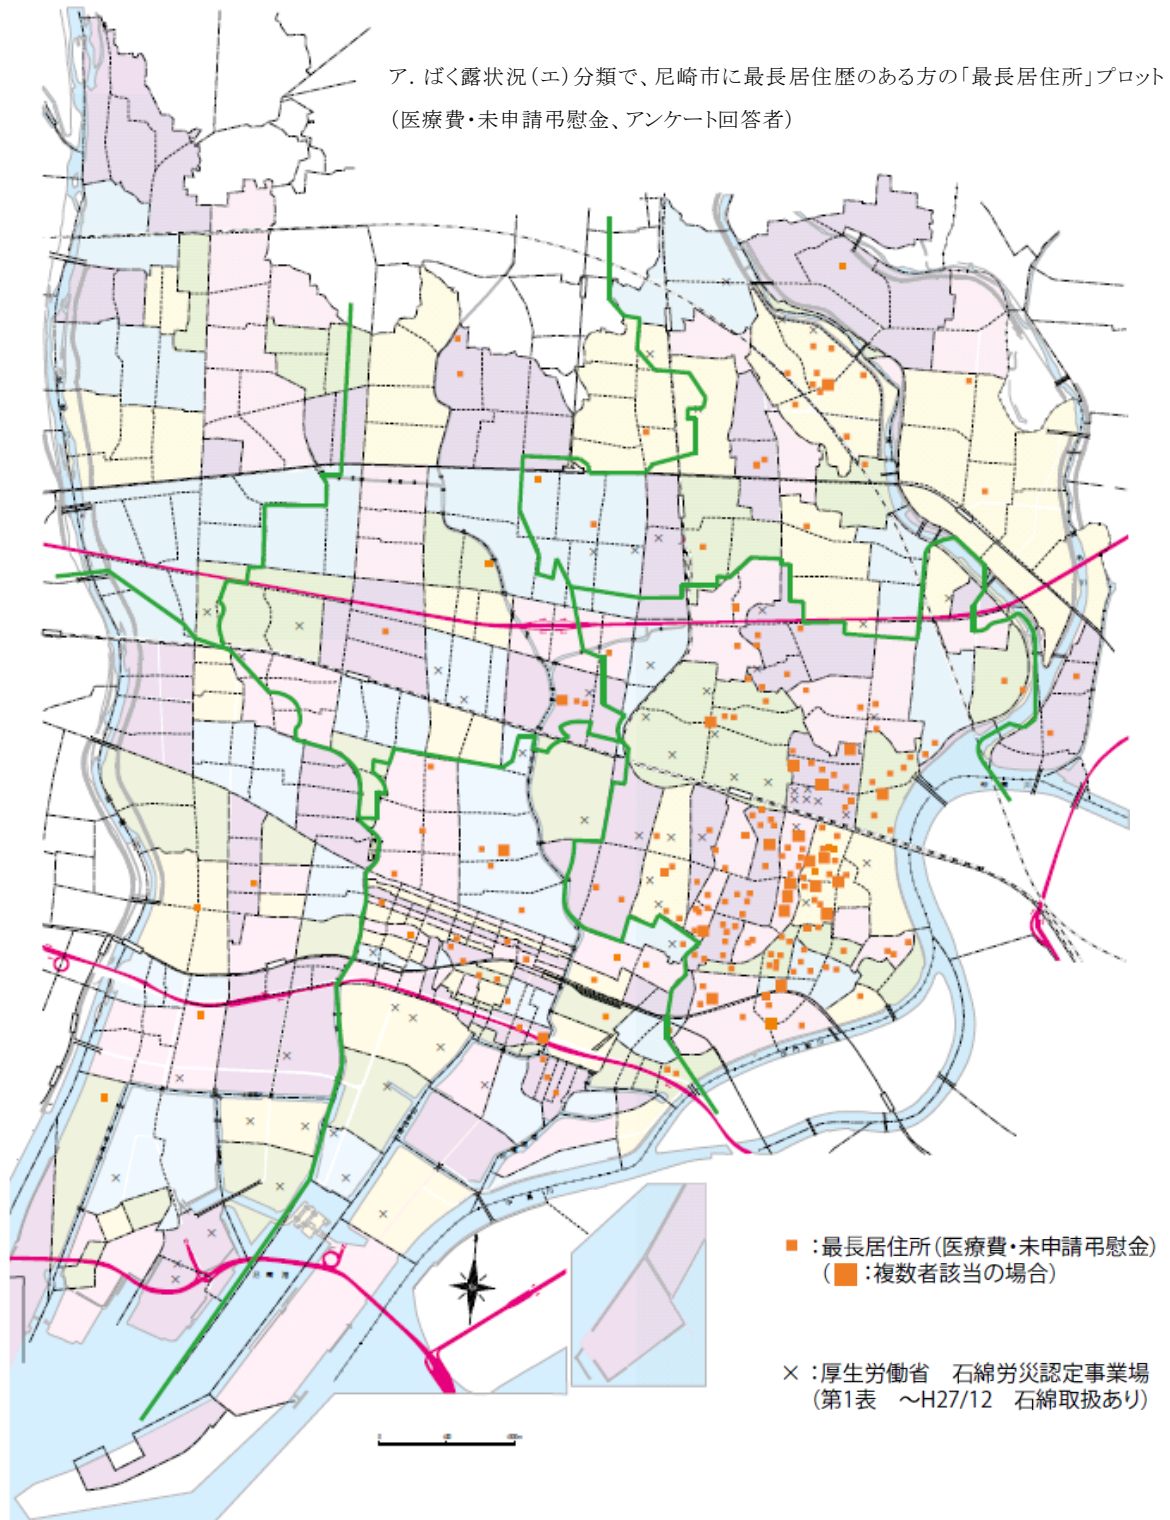 ア. ばく露状況(エ)分類で、尼崎市に最長居住歴のある方の「最長居住所」プロット
(医療費・未申請弔慰金、アンケート回答者)
:最長居住所(医療費・未申請弔慰金)
( :複数者該当の場合)
× :厚生労働省 石綿労災認定事業場
(第1表 ~H27/12 石綿取扱あり)